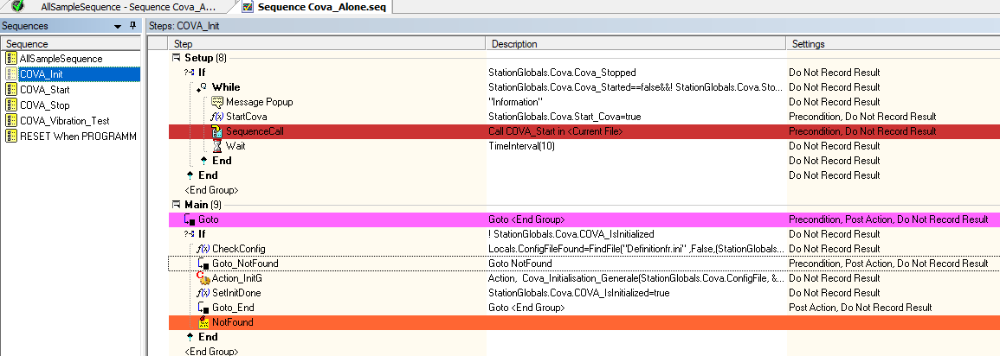 AllSampleSequence - Sequence Cova_A... Sequence Cova_Alone.seq
Sequences Steps: COVA_Init
Sequence Step Description Settings
AllSampleSequence
COVA_Init
COVA_Start
COVA_Stop
COVA_Vibration_Test
RESET When PROGRAMM
Setup (8)
If StationGlobals.Cova.Cova_Stopped Do Not Record Result
While StationGlobals.Cova.Cova_Started==false&&! StationGlobals.Cova.Sto... Do Not Record Result
Message Popup "Information" Do Not Record Result
StartCova StationGlobals.Cova.Start_Cova=true Precondition, Do Not Record Result
SequenceCall Call COVA_Start in <Current File> Precondition, Do Not Record Result
Wait TimeInterval(10) Do Not Record Result
End Do Not Record Result
End Do Not Record Result
<End Group>
Main (9)
Goto Goto <End Group> Precondition, Post Action, Do Not Record Result
If ! StationGlobals.Cova.COVA_IsInitialized Do Not Record Result
CheckConfig Locals.ConfigFileFound=FindFile("Definitionfr.ini" ,False,(StationGlobals... Do Not Record Result
Goto_NotFound Goto NotFound Precondition, Post Action, Do Not Record Result
Action_InitG Action, Cova_Initialisation_Generale(StationGlobals.Cova.ConfigFile, &... Do Not Record Result
SetInitDone StationGlobals.Cova.COVA_IsInitialized=true Do Not Record Result
Goto_End Goto <End Group> Post Action, Do Not Record Result
NotFound
End Do Not Record Result
<End Group>